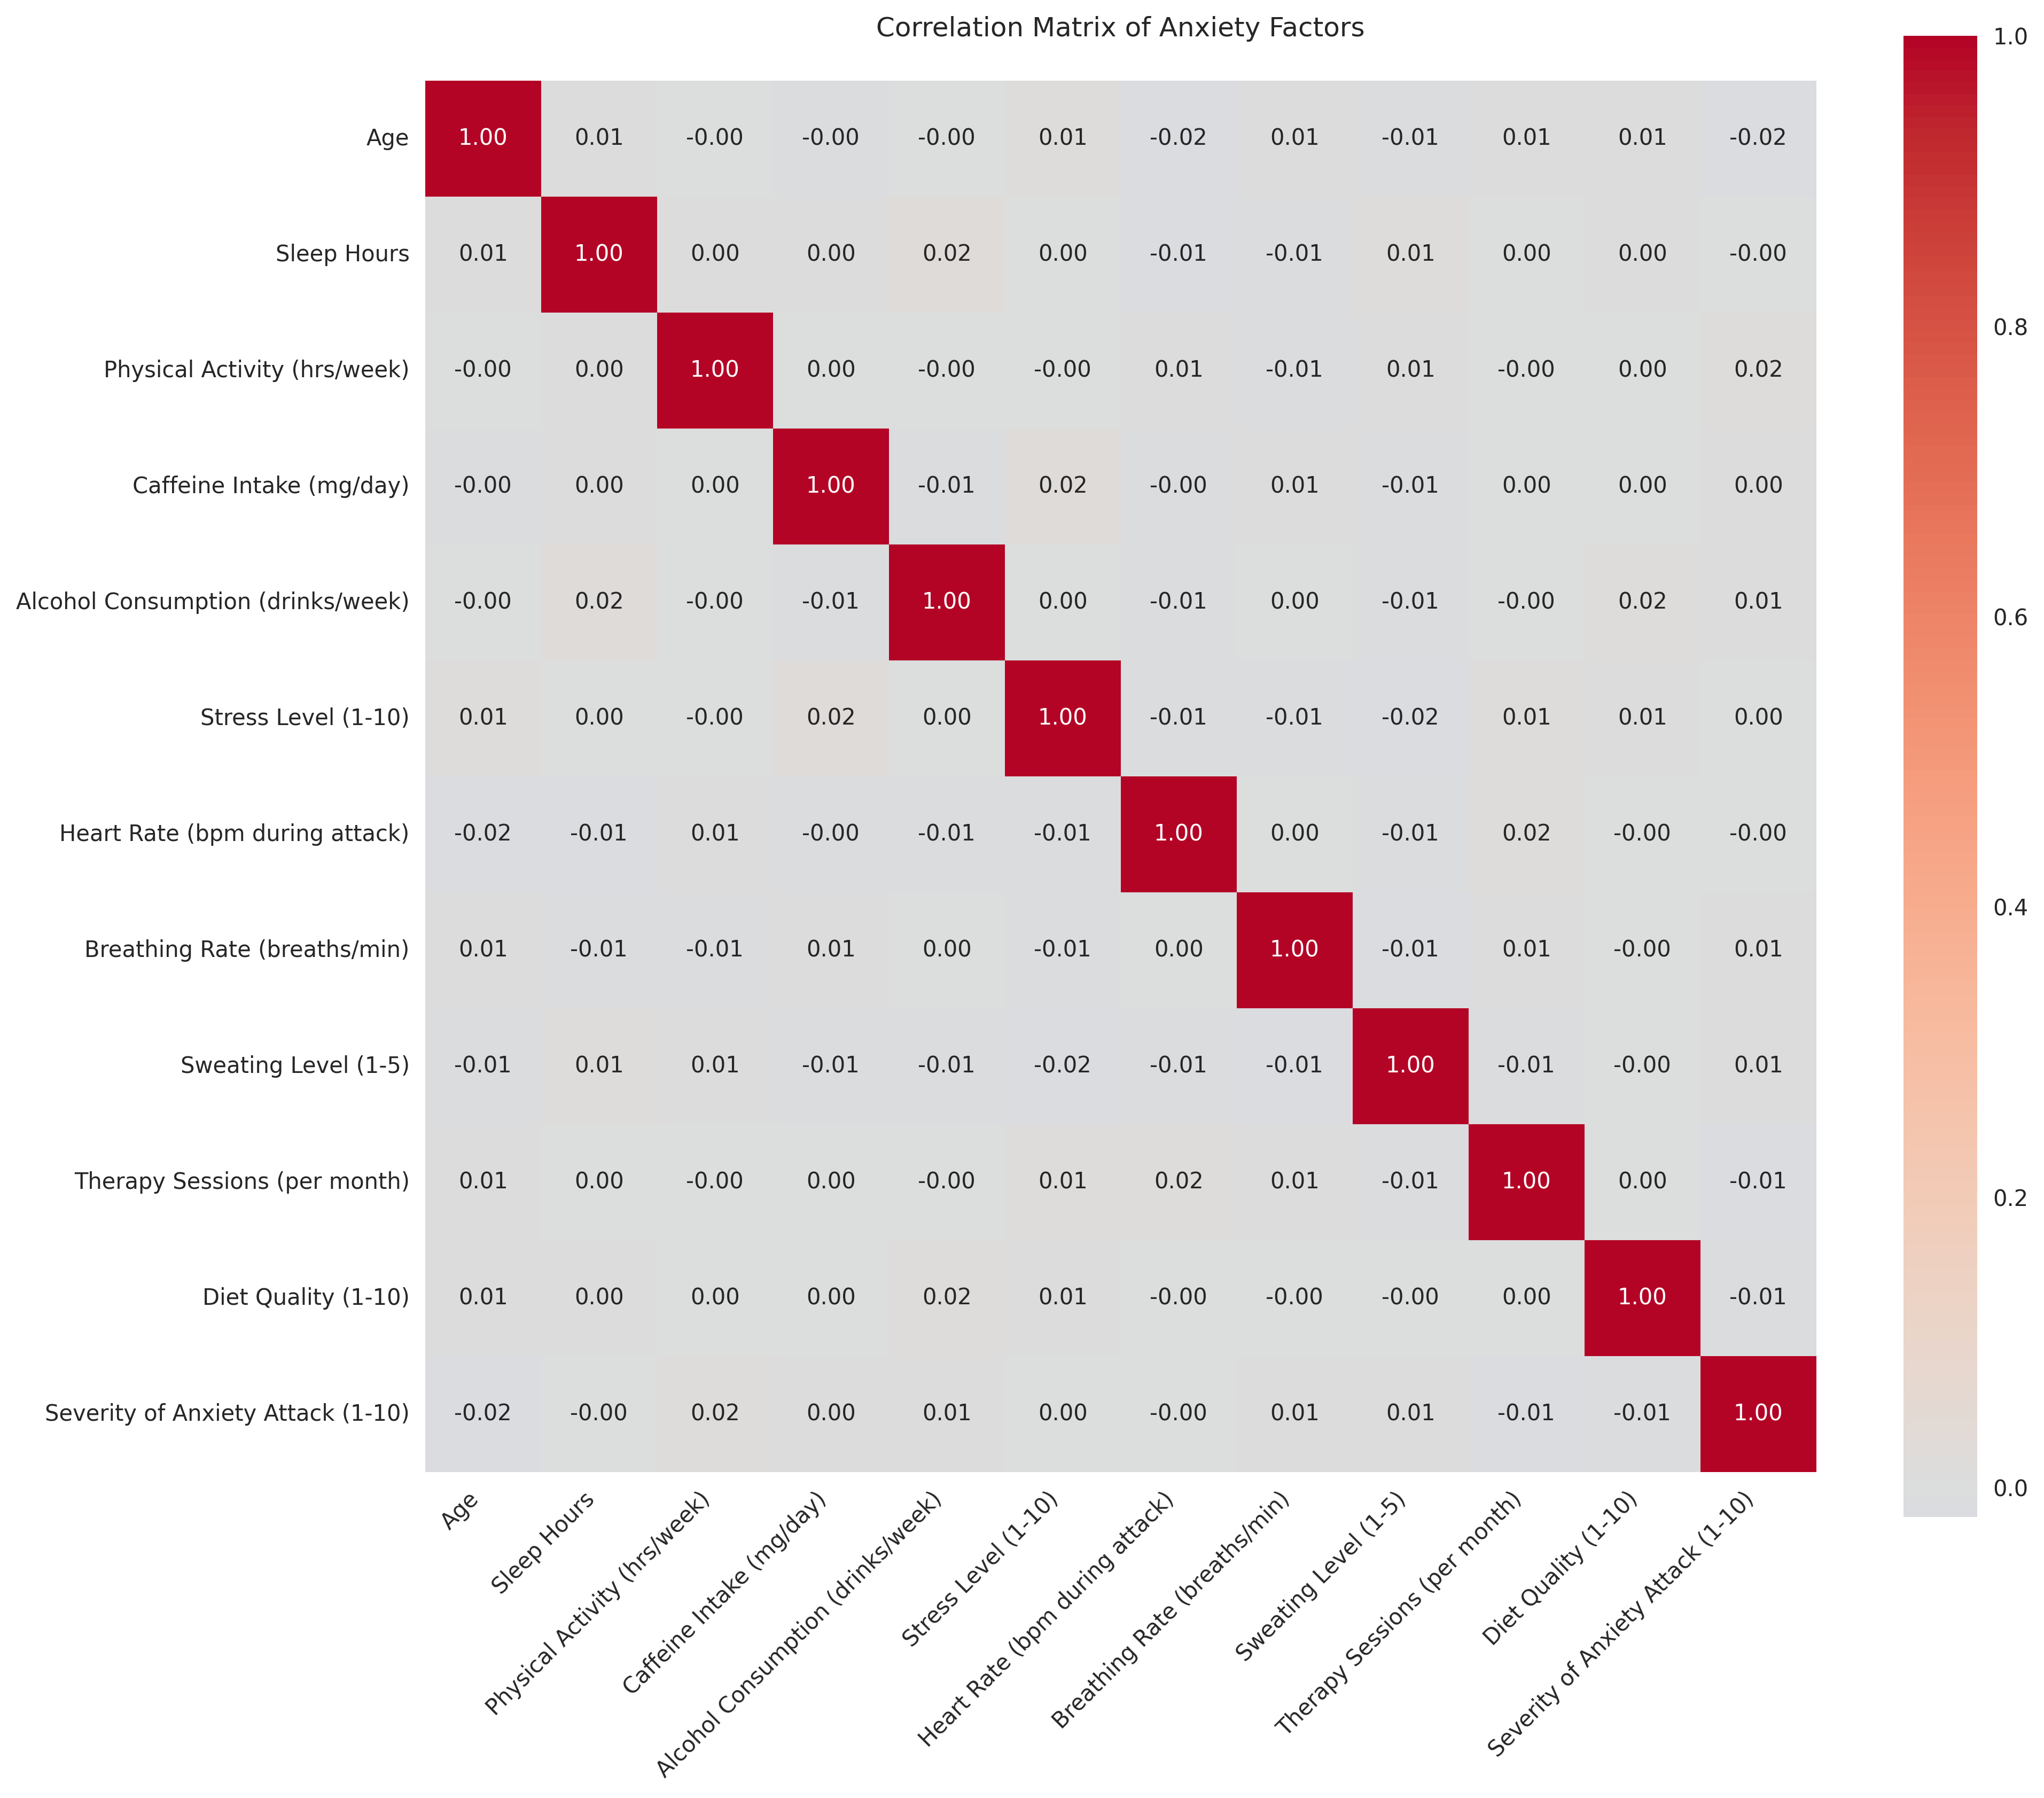 Correlation Matrix of Anxiety Factors
1.0
Age 1.00 0.01 -0.00 -0.00 -0.00 0.01 -0.02 0.01 -0.01 0.01 0.01 -0.02
Sleep Hours 0.01 1.00 0.00 0.00 0.02 0.00 -0.01 -0.01 0.01 0.00 0.00 -0.00
0.8
Physical Activity (hrs/week) -0.00 0.00 1.00 0.00 -0.00 -0.00 0.01 -0.01 0.01 -0.00 0.00 0.02
Caffeine Intake (mg/day) -0.00 0.00 0.00 1.00 -0.01 0.02 -0.00 0.01 -0.01 0.00 0.00 0.00
Alcohol Consumption (drinks/week) -0.00 0.02 -0.00 -0.01 1.00 0.00 -0.01 0.00 -0.01 -0.00 0.02 0.01
0.6
Stress Level (1-10) 0.01 0.00 -0.00 0.02 0.00 1.00 -0.01 -0.01 -0.02 0.01 0.01 0.00
Heart Rate (bpm during attack) -0.02 -0.01 0.01 -0.00 -0.01 -0.01 1.00 0.00 -0.01 0.02 -0.00 -0.00
0.4
Breathing Rate (breaths/min) 0.01 -0.01 -0.01 0.01 0.00 -0.01 0.00 1.00 -0.01 0.01 -0.00 0.01
Sweating Level (1-5) -0.01 0.01 0.01 -0.01 -0.01 -0.02 -0.01 -0.01 1.00 -0.01 -0.00 0.01
Therapy Sessions (per month) 0.01 0.00 -0.00 0.00 -0.00 0.01 0.02 0.01 -0.01 1.00 0.00 -0.01
0.2
Diet Quality (1-10) 0.01 0.00 0.00 0.00 0.02 0.01 -0.00 -0.00 -0.00 0.00 1.00 -0.01
Severity of Anxiety Attack (1-10) -0.02 -0.00 0.02 0.00 0.01 0.00 -0.00 0.01 0.01 -0.01 -0.01 1.00
0.0
Age
Sleep Hours
Physical Activity (hrs/week)
Caffeine Intake (mg/day)
Alcohol Consumption (drinks/week)
Stress Level (1-10)
Heart Rate (bpm during attack)
Breathing Rate (breaths/min)
Sweating Level (1-5)
Therapy Sessions (per month)
Diet Quality (1-10)
Severity of Anxiety Attack (1-10)